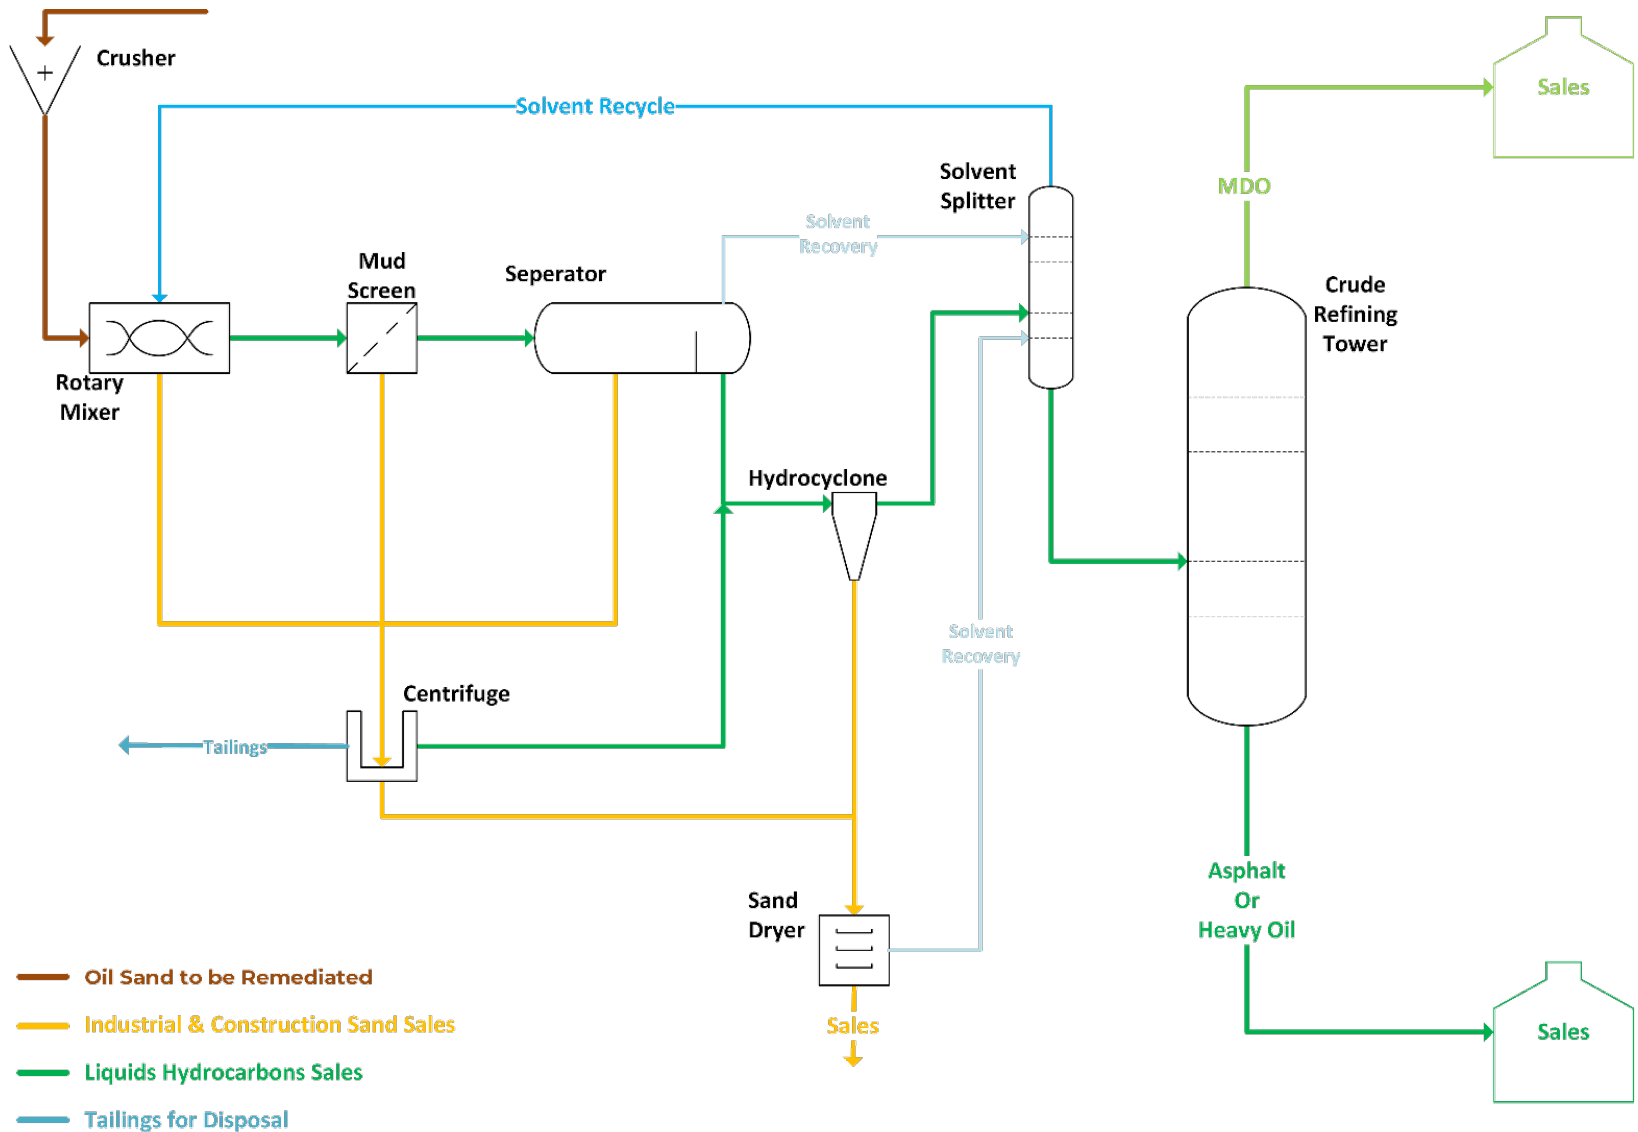 Crusher
Sales
Solvent Recycle
Solvent
Splitter
MDO
Solvent
Recovery
Mud
Screen
Seperator
Crude
Refining
Tower
Rotary
Mixer
Hydrocyclone
Solvent
Recovery
Centrifuge
Tailings
Asphalt
Or
Heavy Oil
Sand
Dryer
Sales
Sales
Oil Sand to be Remediated
Industrial & Construction Sand Sales
Liquids Hydrocarbons Sales
Tailings for Disposal